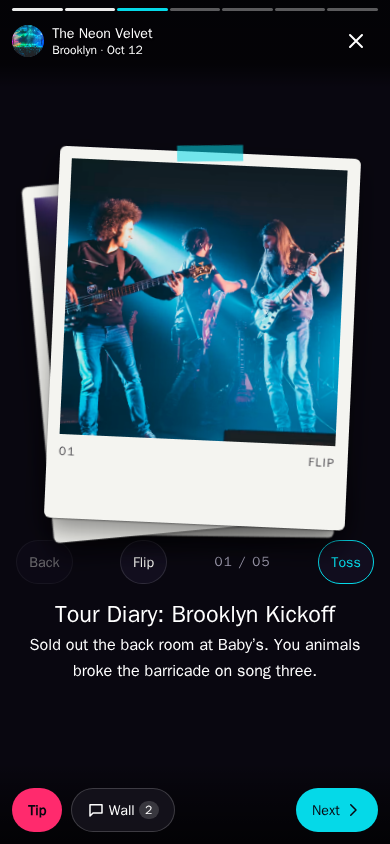 The Neon Velvet
Brooklyn · Oct 12
01
FLIP
Back
Flip
01 / 05
Toss
Tour Diary: Brooklyn Kickoff
Sold out the back room at Baby's. You animals
broke the barricade on song three.
Tip
Wall 2
Next